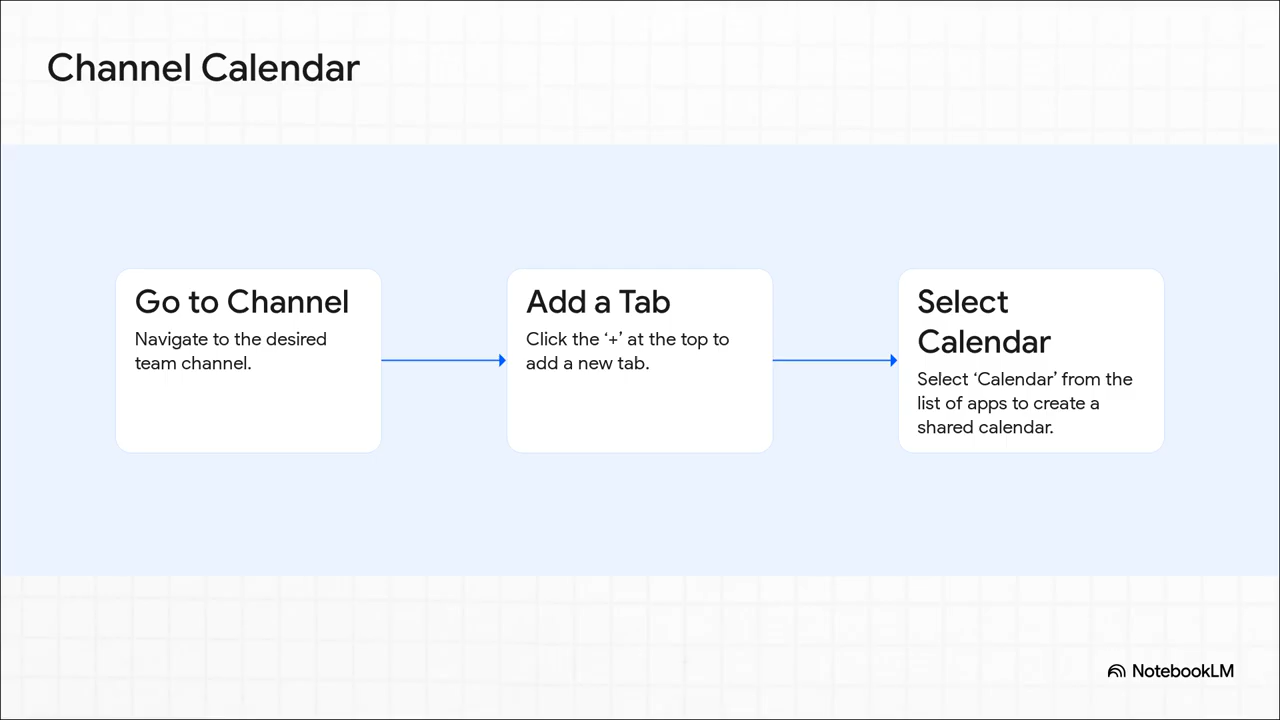 Channel Calendar
Go to Channel
Navigate to the desired
team channel.
Add a Tab
Click the ‘+’ at the top to
add a new tab.
Select
Calendar
Select ‘Calendar’ from the
list of apps to create a
shared calendar.
NotebookLM